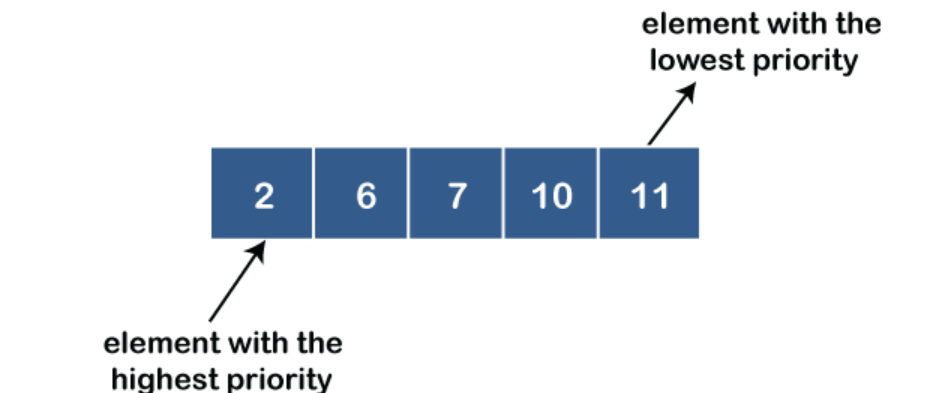 element with the
lowest priority
2 6 7 10 11
element with the
highest priority